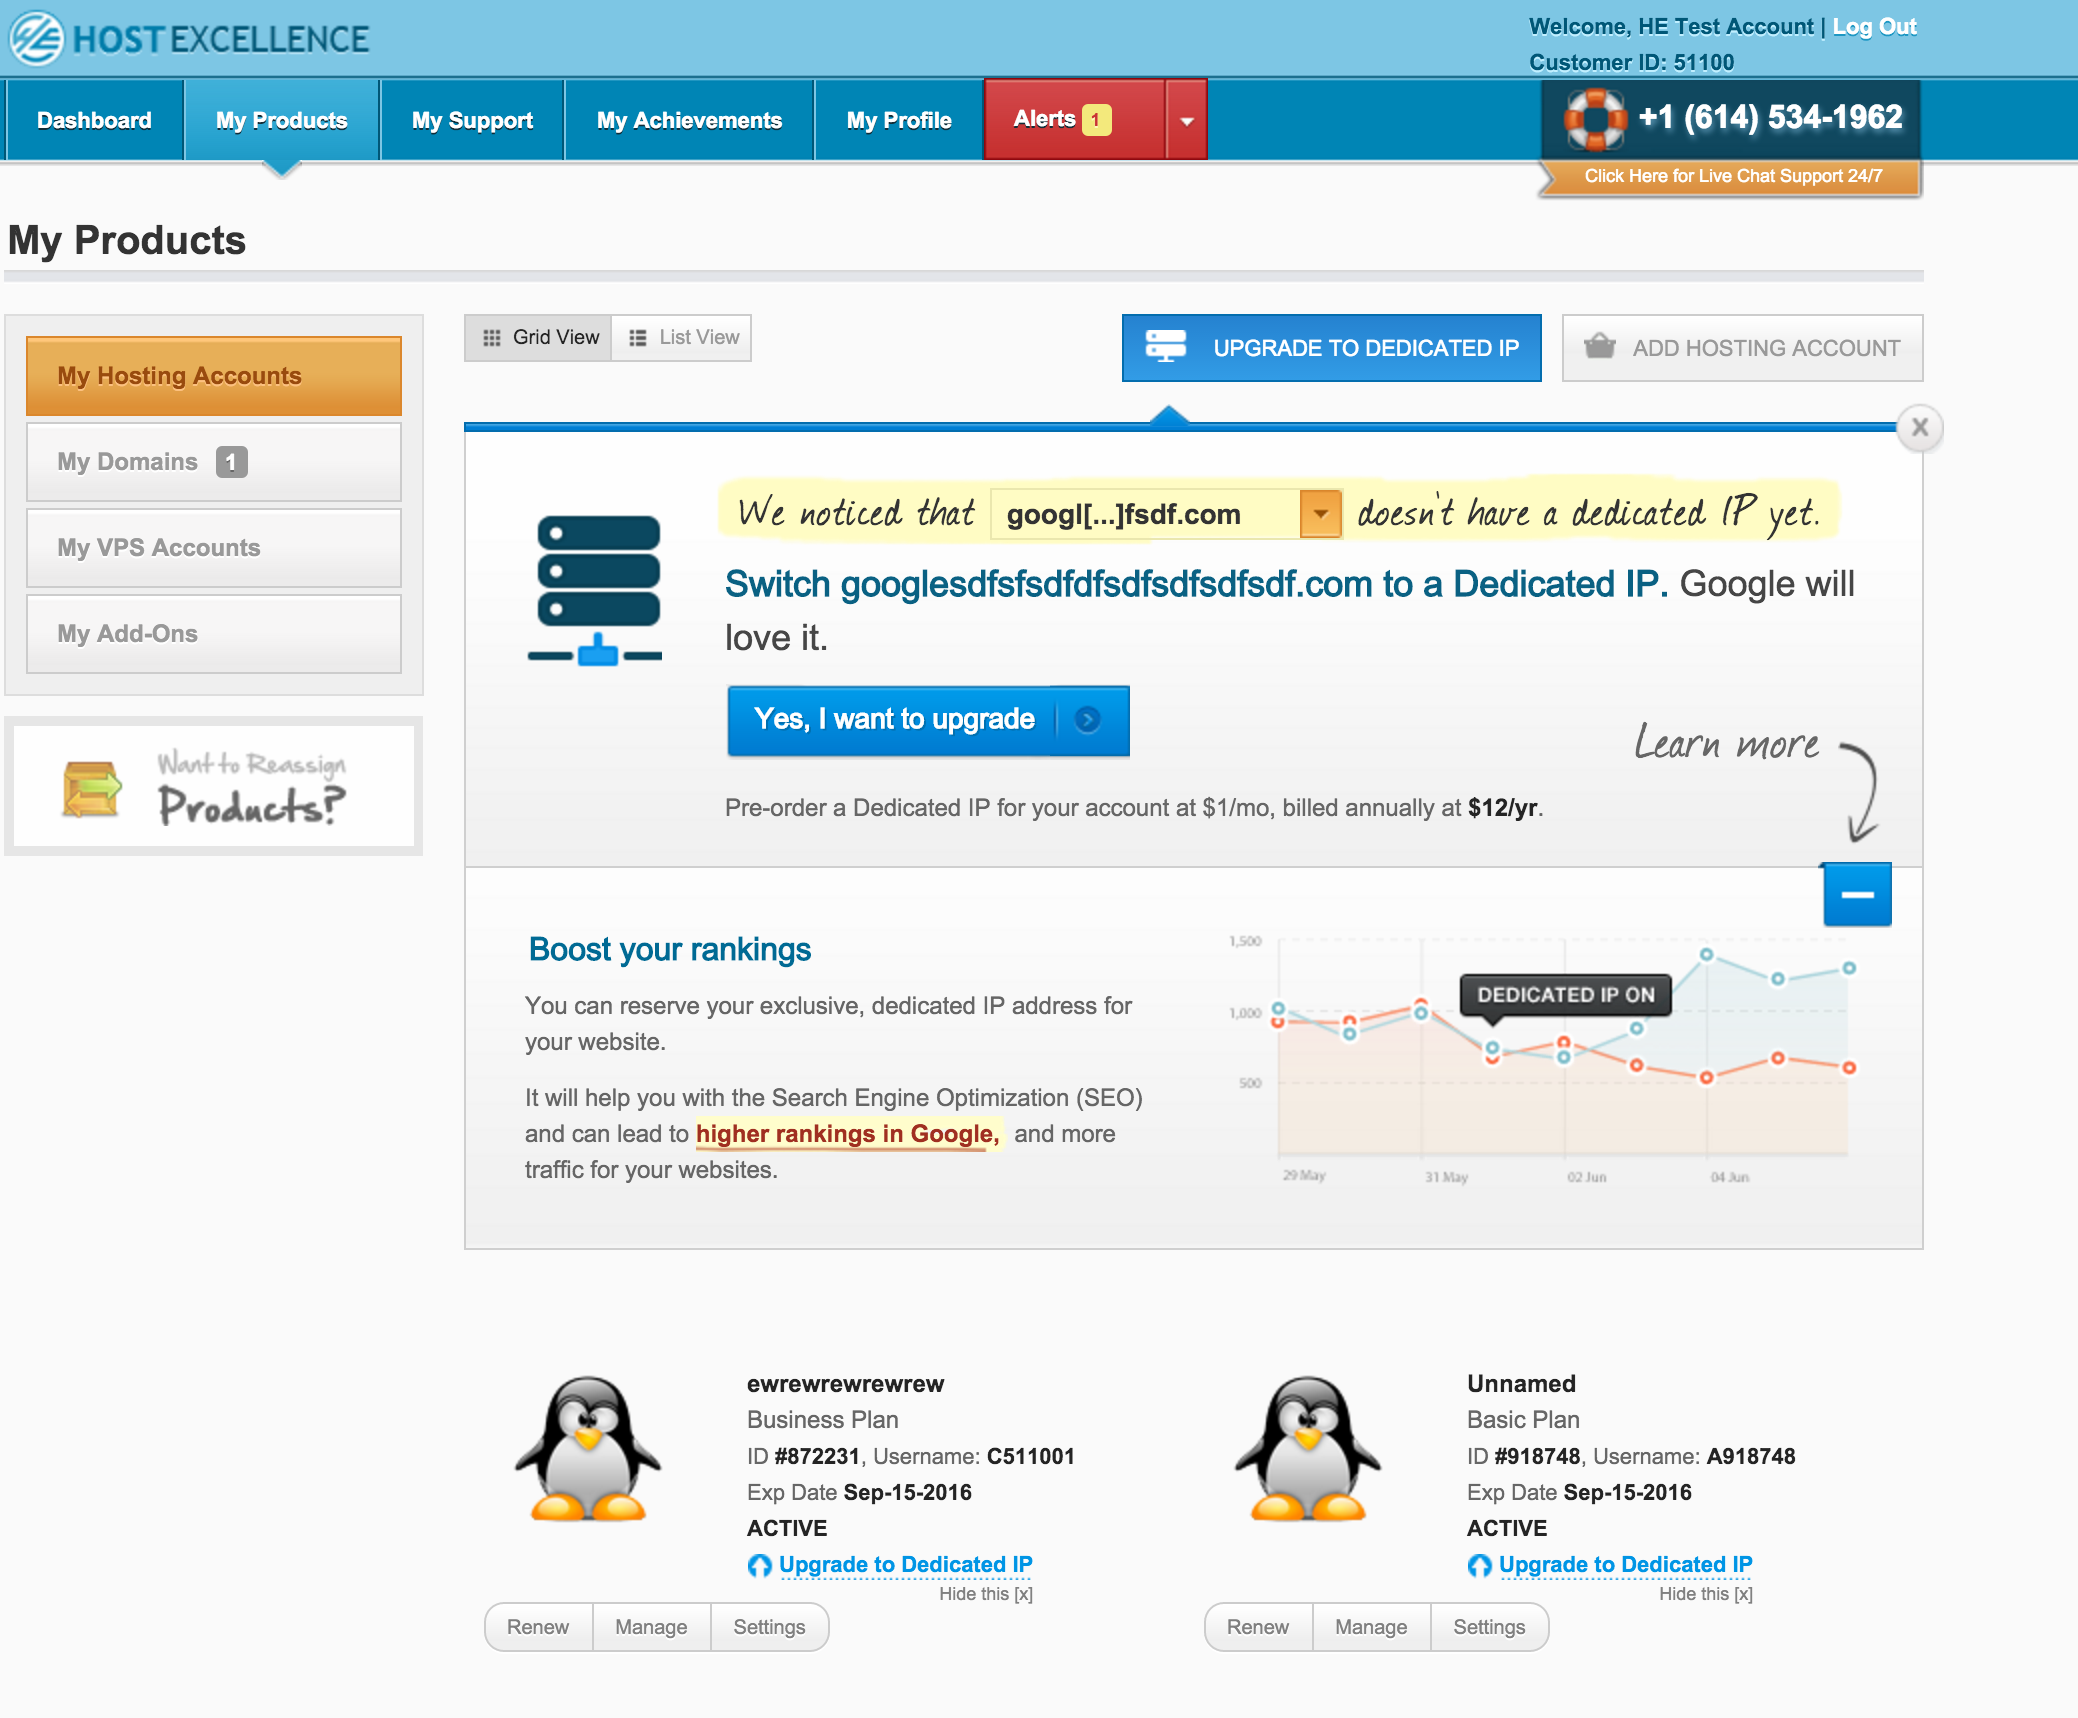 HOSTEXCELLENCE
Welcome, HE Test Account | Log Out
Customer ID: 51100
Dashboard
My Products
My Support
My Achievements
My Profile
Alerts 1
+1 (614) 534-1962
Click Here for Live Chat Support 24/7
My Products
My Hosting Accounts
My Domains 1
My VPS Accounts
My Add-Ons
Want to Reassign
Products?
Grid View
List View
UPGRADE TO DEDICATED IP
ADD HOSTING ACCOUNT
X
We noticed that googl[...]fsdf.com doesn't have a dedicated IP yet.
Switch googlesdfsfsdfdfsdfsdfsdfsdf.com to a Dedicated IP. Google will
love it.
Yes, I want to upgrade
Learn more
Pre-order a Dedicated IP for your account at $1/mo, billed annually at $12/yr.
Boost your rankings
You can reserve your exclusive, dedicated IP address for
your website.
It will help you with the Search Engine Optimization (SEO)
and can lead to higher rankings in Google, and more
traffic for your websites.
1,500
1,000
500
DEDICATED IP ON
29 May
31 May
02 Jun
04 Jun
ewrewrewrewrew
Business Plan
ID #872231, Username: C511001
Exp Date Sep-15-2016
ACTIVE
Upgrade to Dedicated IP
Hide this [x]
Renew
Manage
Settings
Unnamed
Basic Plan
ID #918748, Username: A918748
Exp Date Sep-15-2016
ACTIVE
Upgrade to Dedicated IP
Hide this [x]
Renew
Manage
Settings